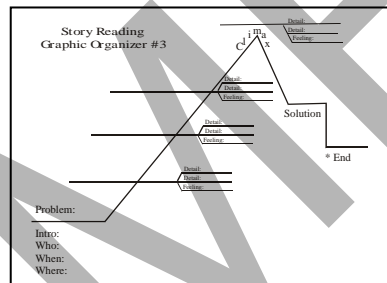 Story Reading
Graphic Organizer #3
Climax
Detail:
Detail:
Feeling:
Detail:
Detail:
Feeling:
Solution
Detail:
Detail:
Feeling:
* End
Detail:
Detail:
Feeling:
Problem:
Intro:
Who:
When:
Where: